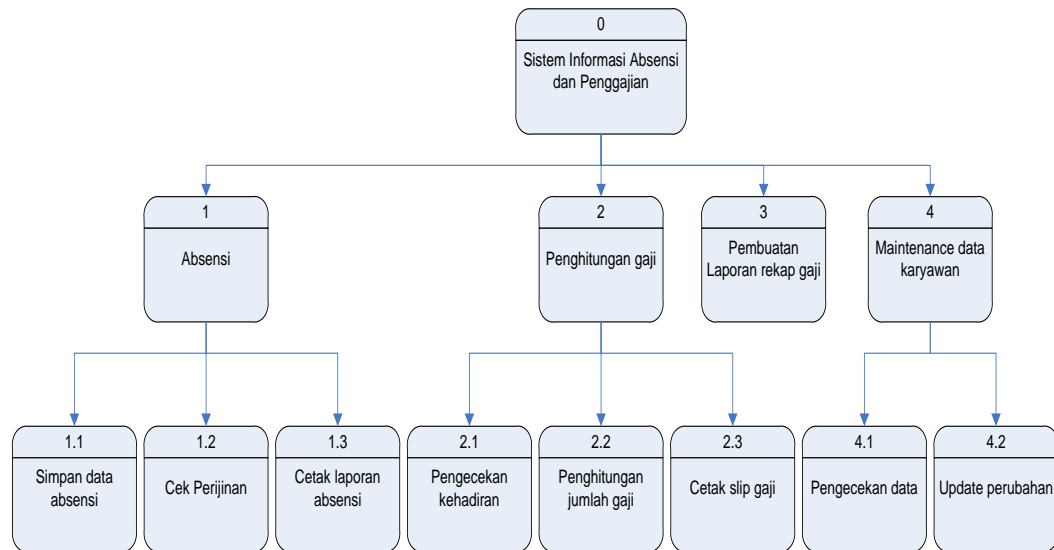 0
Sistem Informasi Absensi
dan Penggajian
1
Absensi
2
Penghitungan gaji
3
Pembuatan
Laporan rekap gaji
4
Maintenance data
karyawan
1.1
Simpan data
absensi
1.2
Cek Perijinan
1.3
Cetak laporan
absensi
2.1
Pengecekan
kehadiran
2.2
Penghitungan
jumlah gaji
2.3
Cetak slip gaji
4.1
Pengecekan data
4.2
Update perubahan